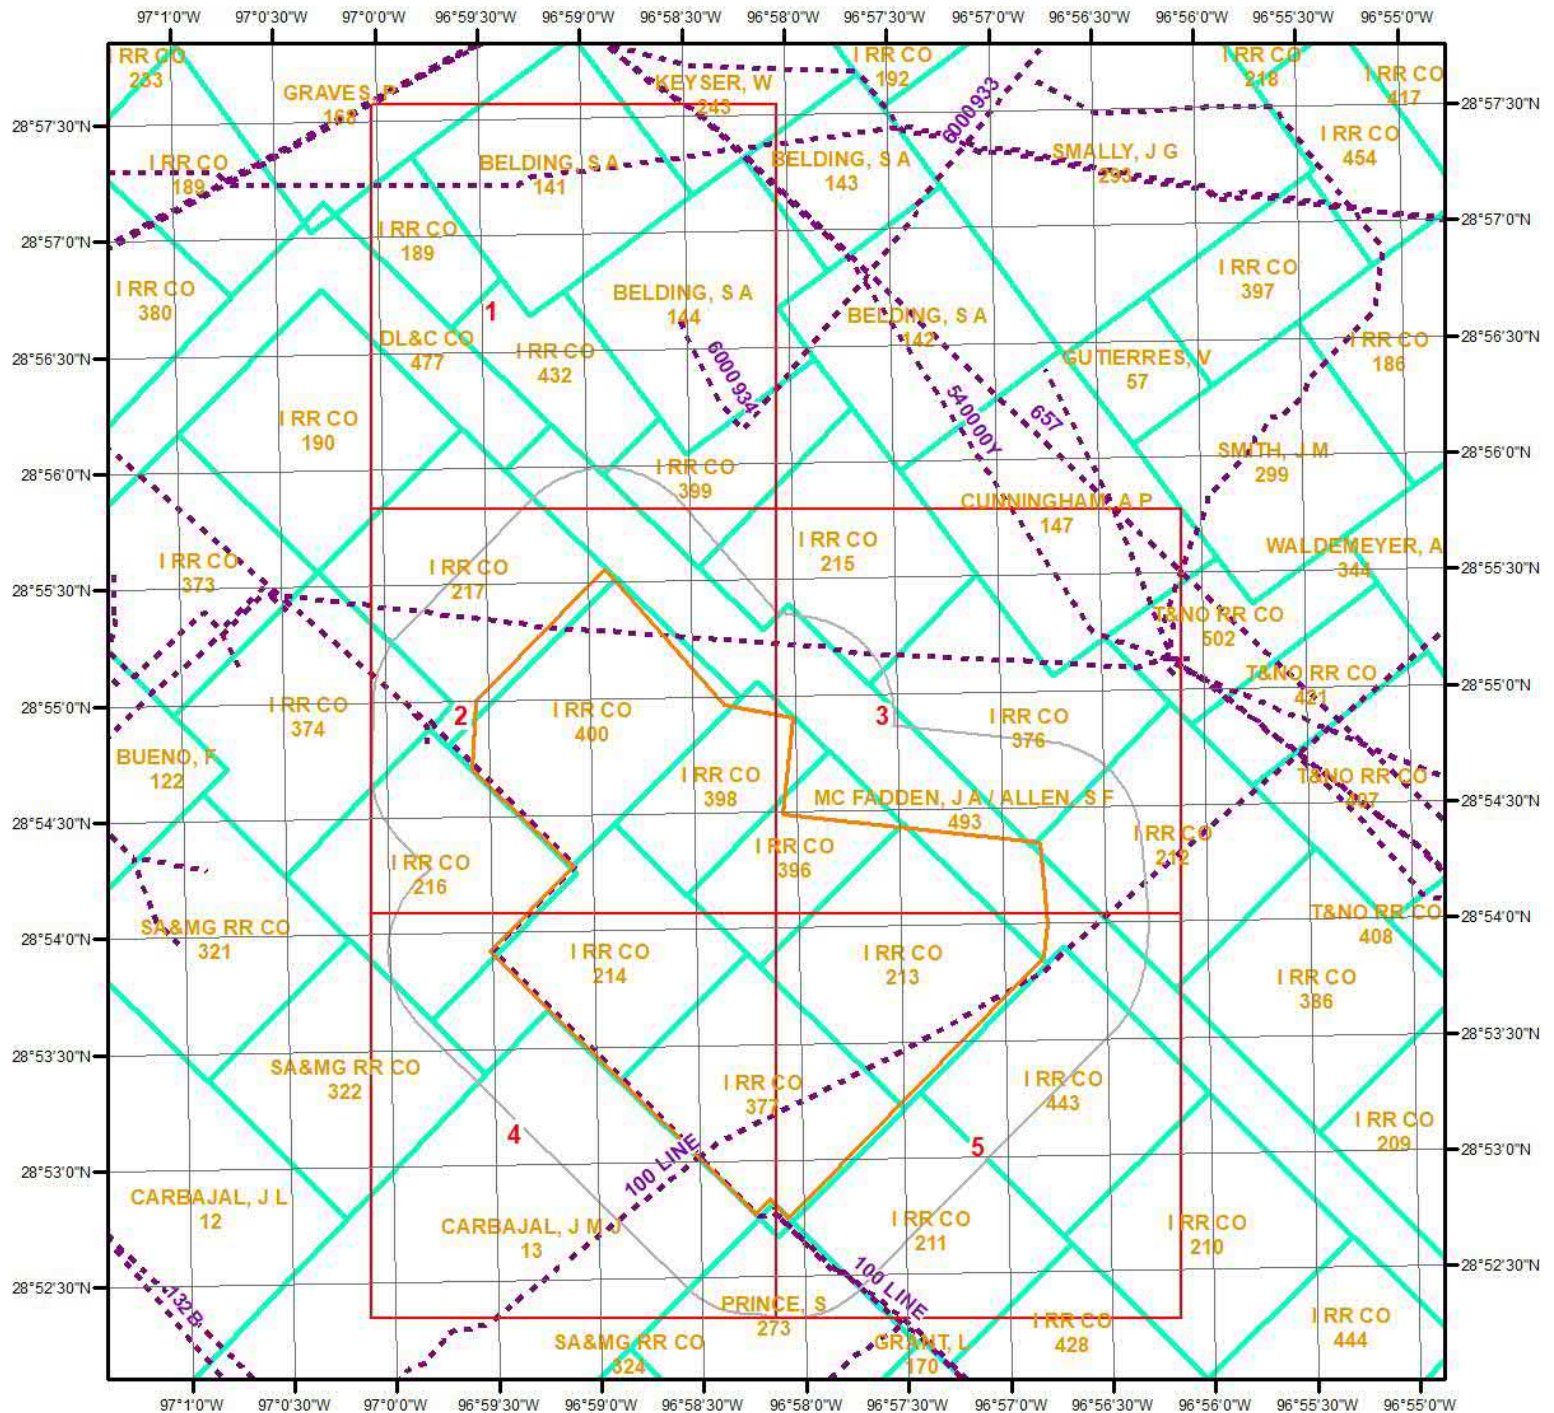 97°1'0"W 97°0'30"W 97°0'0"W 96°59'30"W 96°59'0"W 96°58'30"W 96°58'0"W 96°57'30"W 96°57'0"W 96°56'30"W 96°56'0"W 96°55'30"W 96°55'0"W
I RR CO
233
GRAVES, P
168
KEYSER, W
243
I RR CO
192
I RR CO
218
I RR CO
417
28°57'30"N
28°57'30"N
6000933
I RR CO
189
BELDING, S A
141
BELDING, S A
143
SMALLY, J G
293
I RR CO
454
28°57'0"N
28°57'0"N
I RR CO
189
I RR CO
380
1
BELDING, S A
144
BELDING, S A
142
I RR CO
397
28°56'30"N
28°56'30"N
DL&C CO
477
I RR CO
432
6000934
GUTIERRES, V
57
I RR CO
186
540000Y
657
I RR CO
190
28°56'0"N
28°56'0"N
I RR CO
399
SMITH, J M
299
CUNNINGHAM, A P
147
I RR CO
373
I RR CO
217
I RR CO
215
WALDEMEYER, A
344
28°55'30"N
28°55'30"N
T&NO RR CO
502
T&NO RR CO
421
28°55'0"N
28°55'0"N
I RR CO
374
2
I RR CO
400
3
I RR CO
376
BUENO, F
122
I RR CO
398
MC FADDEN, J A / ALLEN, S F
493
T&NO RR CO
407
28°54'30"N
28°54'30"N
I RR CO
216
I RR CO
396
I RR CO
212
SA&MG RR CO
321
T&NO RR CO
408
28°54'0"N
28°54'0"N
I RR CO
214
I RR CO
213
I RR CO
386
28°53'30"N
28°53'30"N
SA&MG RR CO
322
I RR CO
377
I RR CO
443
4
5
I RR CO
209
28°53'0"N
28°53'0"N
100 LINE
CARBAJAL, J L
12
CARBAJAL, J M J
13
I RR CO
211
I RR CO
210
28°52'30"N
28°52'30"N
132B
100 LINE
PRINCE, S
273
SA&MG RR CO
324
GRANT, L
170
I RR CO
428
I RR CO
444
97°1'0"W 97°0'30"W 97°0'0"W 96°59'30"W 96°59'0"W 96°58'30"W 96°58'0"W 96°57'30"W 96°57'0"W 96°56'30"W 96°56'0"W 96°55'30"W 96°55'0"W